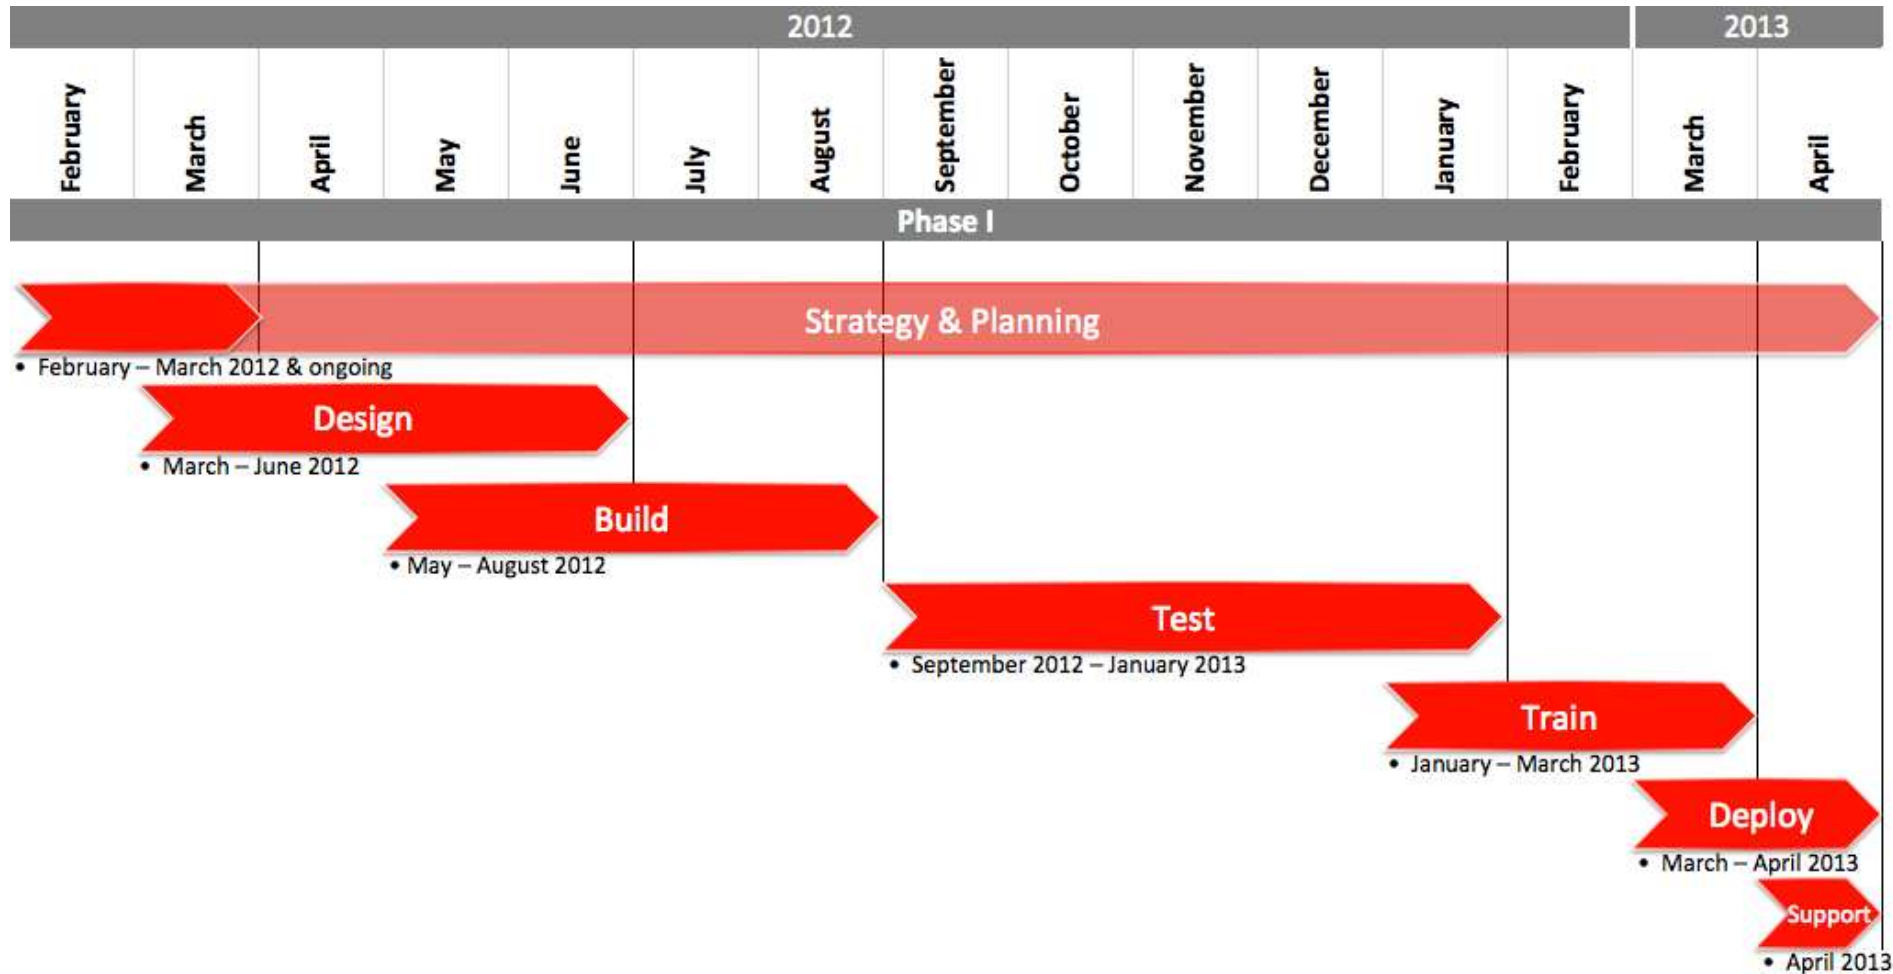 2012 2013
February March April May June July August September October November December January February March April
Phase I
Strategy & Planning
• February – March 2012 & ongoing
Design
• March – June 2012
Build
• May – August 2012
Test
• September 2012 – January 2013
Train
• January – March 2013
Deploy
• March – April 2013
Support
• April 2013